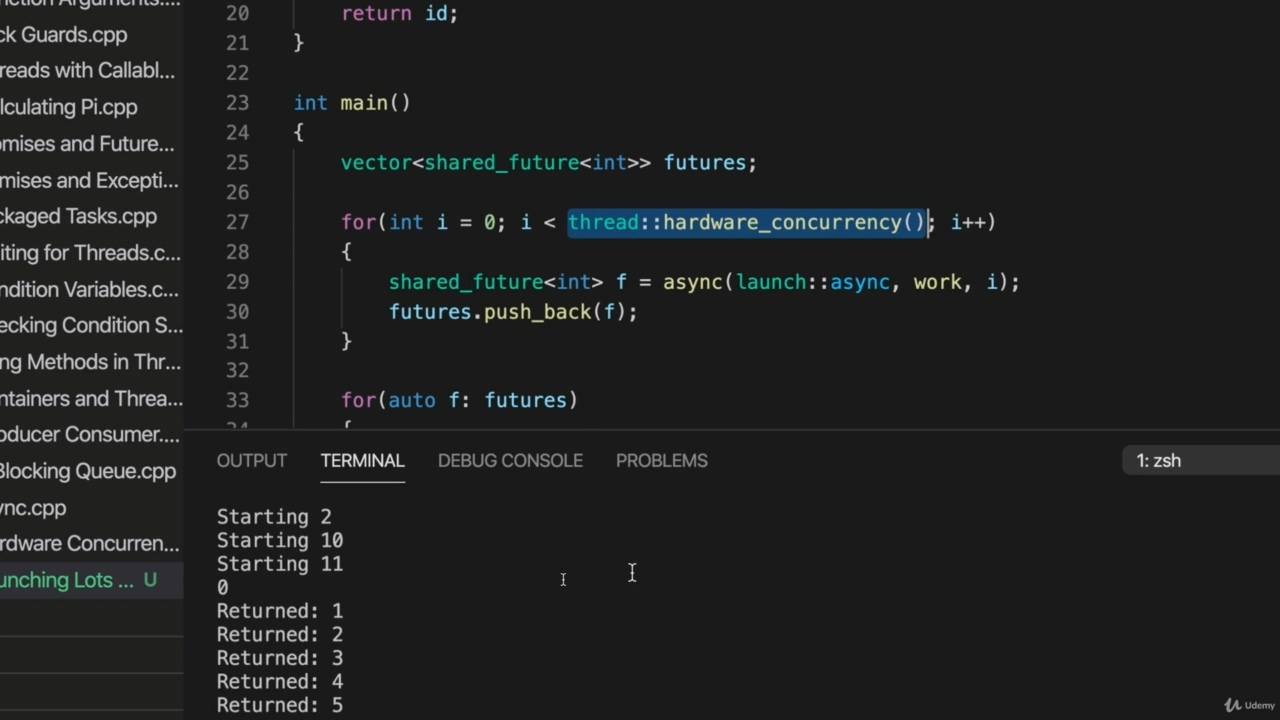 ck Guards.cpp
reads with Callabl...
lculating Pi.cpp
omises and Future...
mises and Excepti...
ckaged Tasks.cpp
iting for Threads.c...
ndition Variables.c...
ecking Condition S...
ng Methods in Thr...
ntainers and Threa...
oducer Consumer....
Blocking Queue.cpp
ync.cpp
rdware Concurren...
unching Lots ... U
20 return id;
21 }
22
23 int main()
24 {
25 vector<shared_future<int>> futures;
26
27 for(int i = 0; i < thread::hardware_concurrency(); i++)
28 {
29 shared_future<int> f = async(launch::async, work, i);
30 futures.push_back(f);
31 }
32
33 for(auto f: futures)
OUTPUT TERMINAL DEBUG CONSOLE PROBLEMS 1: zsh
Starting 2
Starting 10
Starting 11
0
Returned: 1
Returned: 2
Returned: 3
Returned: 4
Returned: 5
Udemy